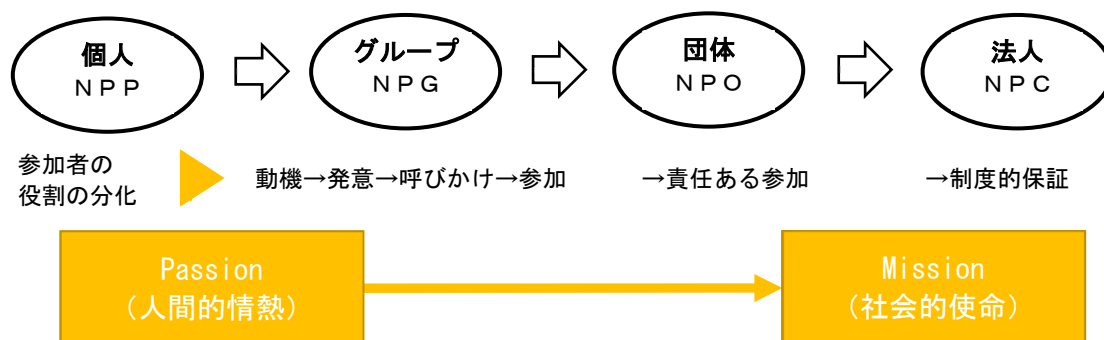 個人
ＮＰＰ
グループ
ＮＰＧ
団体
ＮＰＯ
法人
ＮＰＣ
参加者の
役割の分化
動機→発意→呼びかけ→参加
→責任ある参加
→制度的保証
Passion
（人間的情熱）
Mission
（社会的使命）